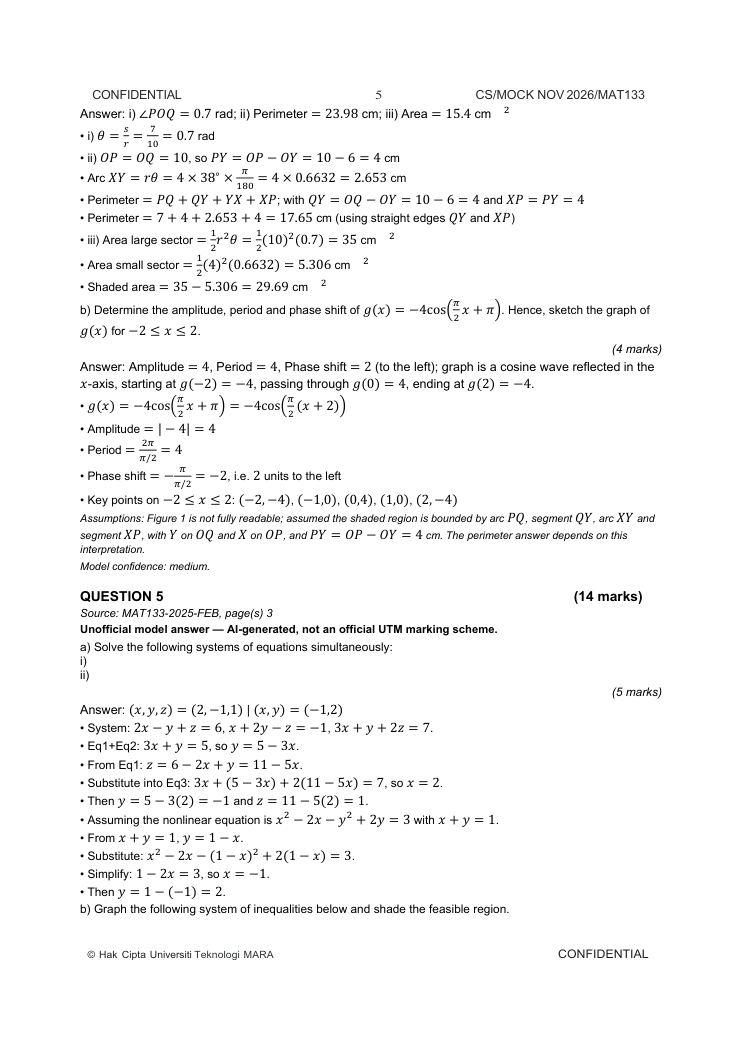 CONFIDENTIAL 5 CS/MOCK NOV 2026/MAT133
Answer: i) ∠POQ = 0.7 rad; ii) Perimeter = 23.98 cm; iii) Area = 15.4 cm ²
• i) θ = s/r = 7/10 = 0.7 rad
• ii) OP = OQ = 10, so PY = OP − OY = 10 − 6 = 4 cm
• Arc XY = rθ = 4 × 38° × π/180 = 4 × 0.6632 = 2.653 cm
• Perimeter = PQ + QY + YX + XP; with QY = OQ − OY = 10 − 6 = 4 and XP = PY = 4
• Perimeter = 7 + 4 + 2.653 + 4 = 17.65 cm (using straight edges QY and XP)
• iii) Area large sector = 1/2 r²θ = 1/2 (10)²(0.7) = 35 cm ²
• Area small sector = 1/2 (4)²(0.6632) = 5.306 cm ²
• Shaded area = 35 − 5.306 = 29.69 cm ²
b) Determine the amplitude, period and phase shift of g(x) = −4cos(π/2 x + π). Hence, sketch the graph of
g(x) for −2 ≤ x ≤ 2.
(4 marks)
Answer: Amplitude = 4, Period = 4, Phase shift = 2 (to the left); graph is a cosine wave reflected in the
x-axis, starting at g(−2) = −4, passing through g(0) = 4, ending at g(2) = −4.
• g(x) = −4cos(π/2 x + π) = −4cos(π/2 (x + 2))
• Amplitude = | − 4| = 4
• Period = 2π/(π/2) = 4
• Phase shift = − π/(π/2) = −2, i.e. 2 units to the left
• Key points on −2 ≤ x ≤ 2: (−2, −4), (−1,0), (0,4), (1,0), (2, −4)
Assumptions: Figure 1 is not fully readable; assumed the shaded region is bounded by arc PQ, segment QY, arc XY and
segment XP, with Y on OQ and X on OP, and PY = OP − OY = 4 cm. The perimeter answer depends on this
interpretation.
Model confidence: medium.
QUESTION 5 (14 marks)
Source: MAT133-2025-FEB, page(s) 3
Unofficial model answer — AI-generated, not an official UTM marking scheme.
a) Solve the following systems of equations simultaneously:
i)
ii)
(5 marks)
Answer: (x, y, z) = (2, −1,1) | (x, y) = (−1,2)
• System: 2x − y + z = 6, x + 2y − z = −1, 3x + y + 2z = 7.
• Eq1+Eq2: 3x + y = 5, so y = 5 − 3x.
• From Eq1: z = 6 − 2x + y = 11 − 5x.
• Substitute into Eq3: 3x + (5 − 3x) + 2(11 − 5x) = 7, so x = 2.
• Then y = 5 − 3(2) = −1 and z = 11 − 5(2) = 1.
• Assuming the nonlinear equation is x² − 2x − y² + 2y = 3 with x + y = 1.
• From x + y = 1, y = 1 − x.
• Substitute: x² − 2x − (1 − x)² + 2(1 − x) = 3.
• Simplify: 1 − 2x = 3, so x = −1.
• Then y = 1 − (−1) = 2.
b) Graph the following system of inequalities below and shade the feasible region.
© Hak Cipta Universiti Teknologi MARA CONFIDENTIAL